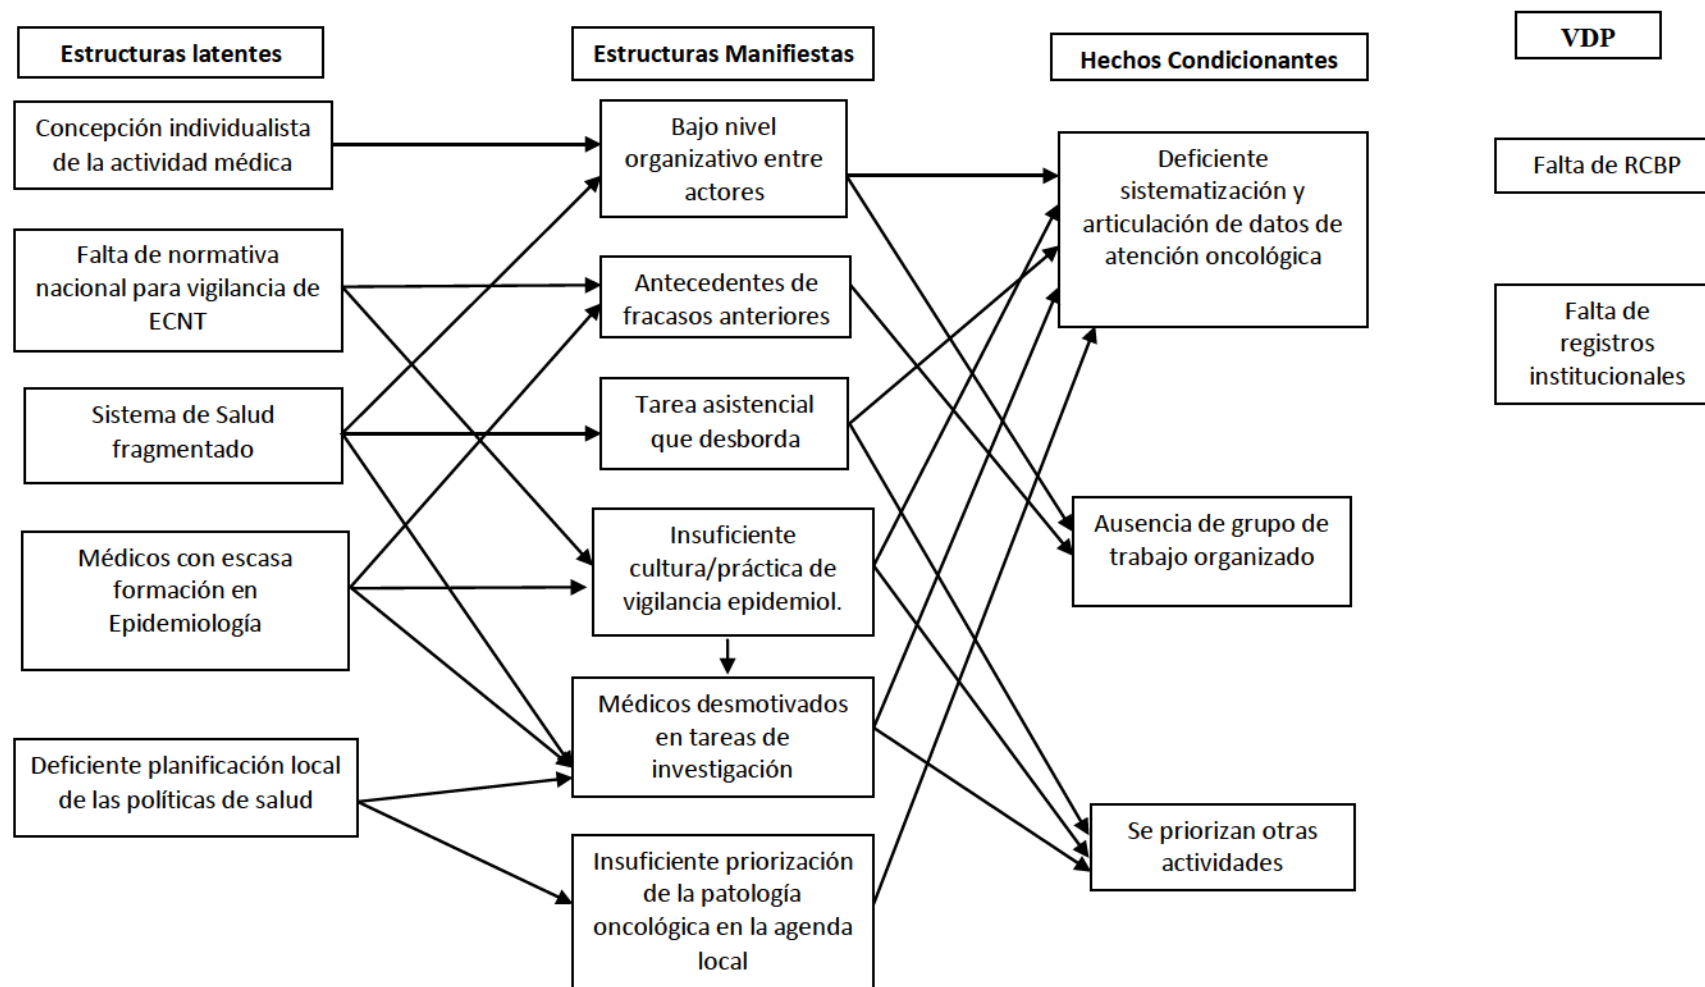 Estructuras latentes
Concepción individualista
de la actividad médica
Falta de normativa
nacional para vigilancia de
ECNT
Sistema de Salud
fragmentado
Médicos con escasa
formación en
Epidemiología
Deficiente planificación local
de las políticas de salud
Estructuras Manifiestas
Bajo nivel
organizativo entre
actores
Antecedentes de
fracasos anteriores
Tarea asistencial
que desborda
Insuficiente
cultura/práctica de
vigilancia epidemiol.
Médicos desmotivados
en tareas de
investigación
Insuficiente priorización
de la patología
oncológica en la agenda
local
Hechos Condicionantes
Deficiente
sistematización y
articulación de datos de
atención oncológica
Ausencia de grupo de
trabajo organizado
Se priorizan otras
actividades
VDP
Falta de RCBP
Falta de
registros
institucionales